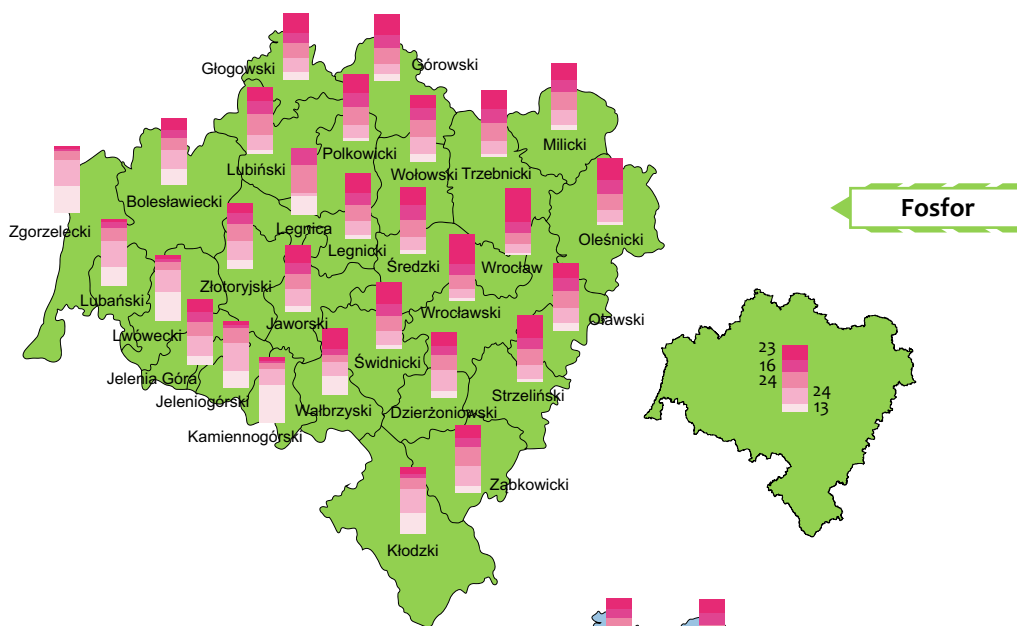 Głogowski
Górowski
Polkowicki
Milicki
Lubiński
Wołowski
Trzebnicki
Bolesławiecki
Zgorzelecki
Legnica
Legnicki
Średzki
Wrocław
Oleśnicki
Fosfor
Lubański
Złotoryjski
Lwówecki
Jaworski
Wrocławski
Oławski
Świdnicki
Jelenia Góra
Jeleniogórski
Wałbrzyski
Dzierżoniowski
Strzeliński
Kamiennogórski
Ząbkowicki
Kłodzki
23
16
24
24
13